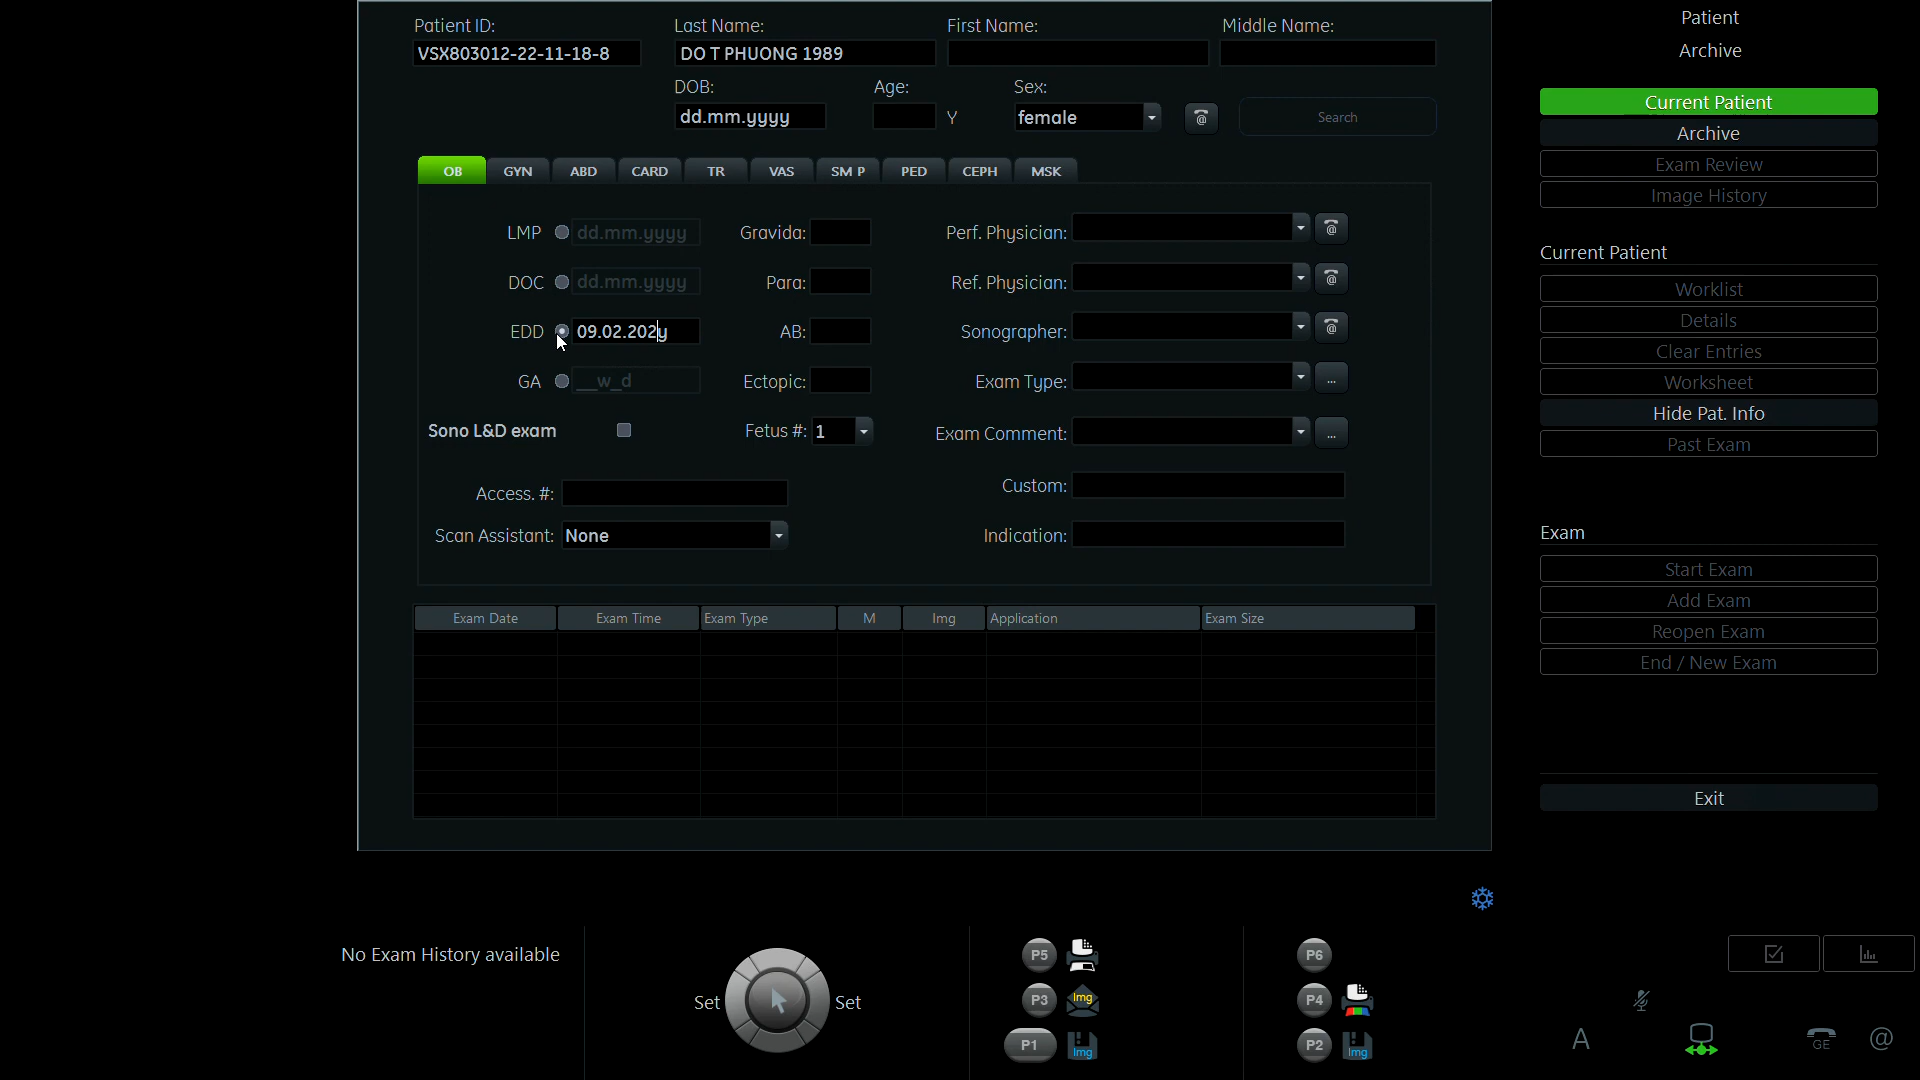 Patient ID: Last Name: First Name: Middle Name:
VSX803012-22-11-18-8 DO T PHUONG 1989
DOB: Age: Sex:
dd.mm.yyyy Y female Search
OB GYN ABD CARD TR VAS SM P PED CEPH MSK
LMP dd.mm.yyyy Gravida: Perf. Physician:
DOC dd.mm.yyyy Para: Ref. Physician:
EDD 09.02.202y AB: Sonographer:
GA __w_d Ectopic: Exam Type: ...
Sono L&D exam Fetus #: 1 Exam Comment: ...
Access. #: Custom:
Scan Assistant: None Indication:
Exam Date Exam Time Exam Type M Img Application Exam Size
Patient
Archive
Current Patient
Archive
Exam Review
Image History
Current Patient
Worklist
Details
Clear Entries
Worksheet
Hide Pat. Info
Past Exam
Exam
Start Exam
Add Exam
Reopen Exam
End / New Exam
Exit
No Exam History available
Set Set
P5 P6
P3 Img P4
P1 Img P2 Img
A GE @